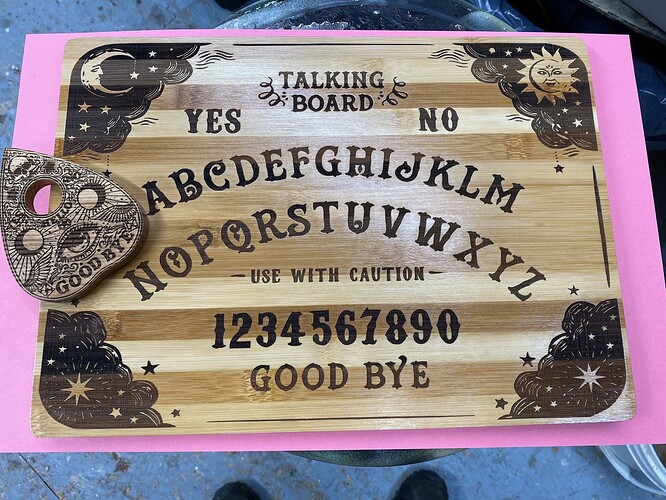 TALKING
BOARD
YES NO
ABCDEFGHIJKLM
NOPQRSTUVWXYZ
USE WITH CAUTION
1234567890
GOOD BYE
GOOD BYE